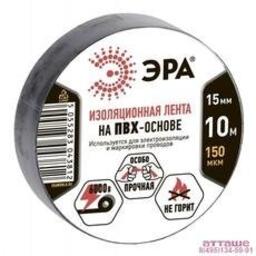 ЭРА
ИЗОЛЯЦИОННАЯ ЛЕНТА
НА ПВХ-ОСНОВЕ
Используется для электроизоляции
и маркировки проводов
15мм
10м
150
МКМ
ОСОБО
ПРОЧНАЯ
6000 В
НЕ ГОРИТ
атташе
8(495)134-59-91